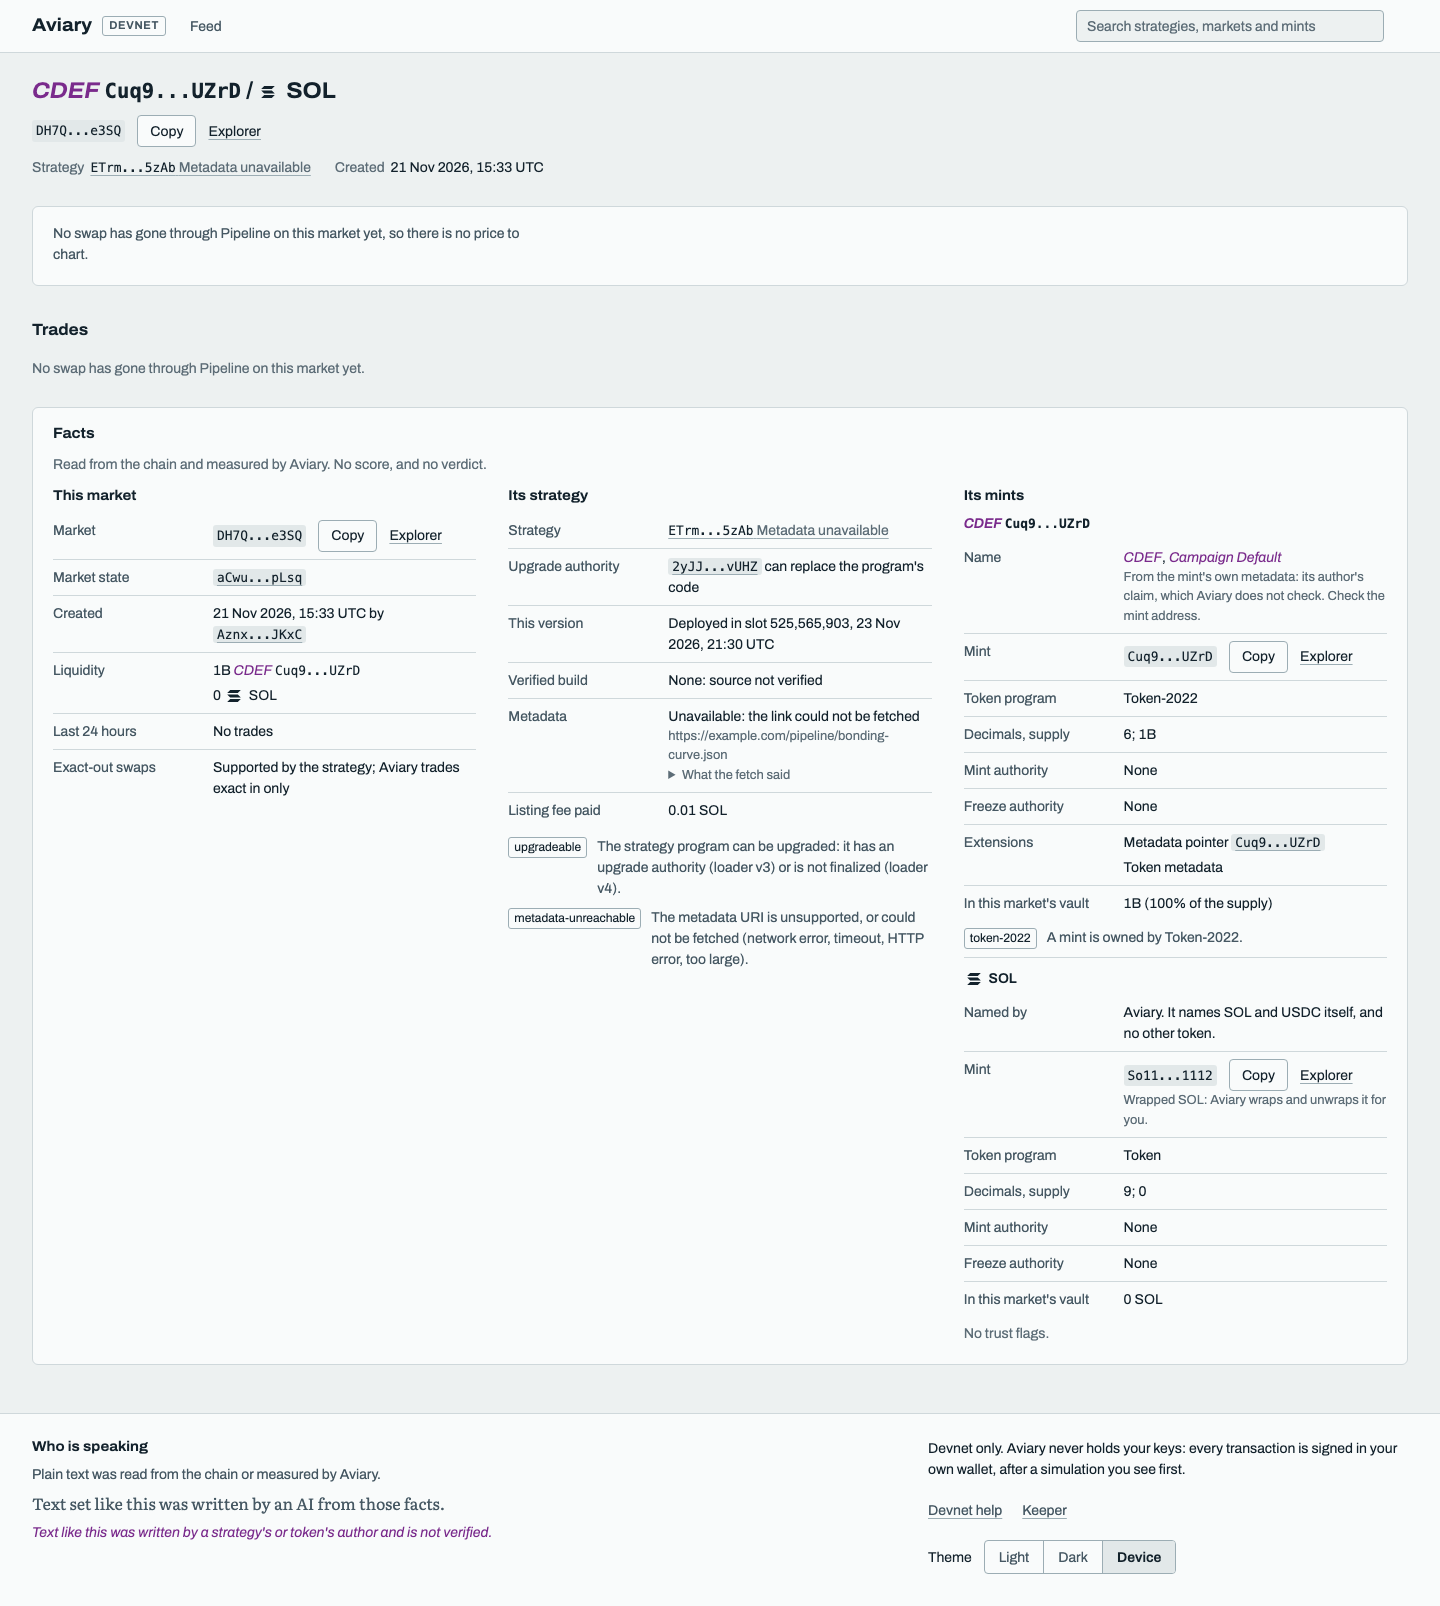 Aviary DEVNET Feed Search strategies, markets and mints
CDEF Cuq9...UZrD / SOL
DH7Q...e3SQ Copy Explorer
Strategy ETrm...5zAb Metadata unavailable Created 21 Nov 2026, 15:33 UTC
No swap has gone through Pipeline on this market yet, so there is no price to
chart.
Trades
No swap has gone through Pipeline on this market yet.
Facts
Read from the chain and measured by Aviary. No score, and no verdict.
This market
Market DH7Q...e3SQ Copy Explorer
Market state aCwu...pLsq
Created 21 Nov 2026, 15:33 UTC by
Aznx...JKxC
Liquidity 1B CDEF Cuq9...UZrD
0 SOL
Last 24 hours No trades
Exact-out swaps Supported by the strategy; Aviary trades
exact in only
Its strategy
Strategy ETrm...5zAb Metadata unavailable
Upgrade authority 2yJJ...vUHZ can replace the program's
code
This version Deployed in slot 525,565,903, 23 Nov
2026, 21:30 UTC
Verified build None: source not verified
Metadata Unavailable: the link could not be fetched
https://example.com/pipeline/bonding-
curve.json
What the fetch said
Listing fee paid 0.01 SOL
upgradeable The strategy program can be upgraded: it has an
upgrade authority (loader v3) or is not finalized (loader
v4).
metadata-unreachable The metadata URI is unsupported, or could
not be fetched (network error, timeout, HTTP
error, too large).
Its mints
CDEF Cuq9...UZrD
Name CDEF, Campaign Default
From the mint's own metadata: its author's
claim, which Aviary does not check. Check the
mint address.
Mint Cuq9...UZrD Copy Explorer
Token program Token-2022
Decimals, supply 6; 1B
Mint authority None
Freeze authority None
Extensions Metadata pointer Cuq9...UZrD
Token metadata
In this market's vault 1B (100% of the supply)
token-2022 A mint is owned by Token-2022.
SOL
Named by Aviary. It names SOL and USDC itself, and
no other token.
Mint So11...1112 Copy Explorer
Wrapped SOL: Aviary wraps and unwraps it for
you.
Token program Token
Decimals, supply 9; 0
Mint authority None
Freeze authority None
In this market's vault 0 SOL
No trust flags.
Who is speaking
Plain text was read from the chain or measured by Aviary.
Text set like this was written by an AI from those facts.
Text like this was written by a strategy's or token's author and is not verified.
Devnet only. Aviary never holds your keys: every transaction is signed in your
own wallet, after a simulation you see first.
Devnet help Keeper
Theme Light Dark Device